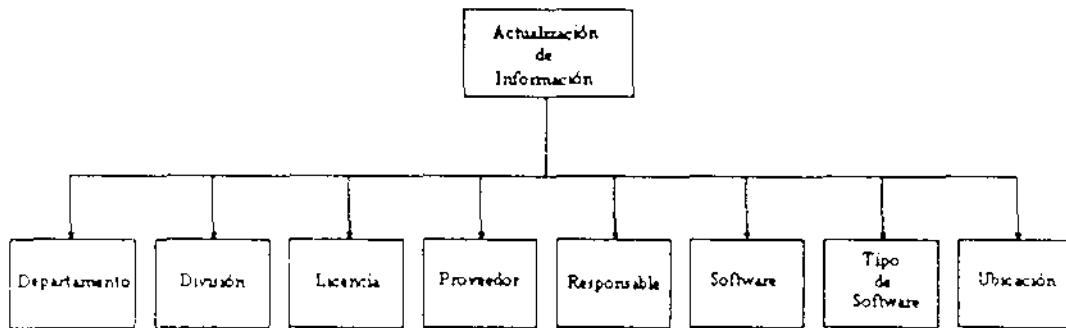 Actualización
de
Información
Departamento
División
Licencia
Proveedor
Responsable
Software
Tipo
de
Software
Ubicación